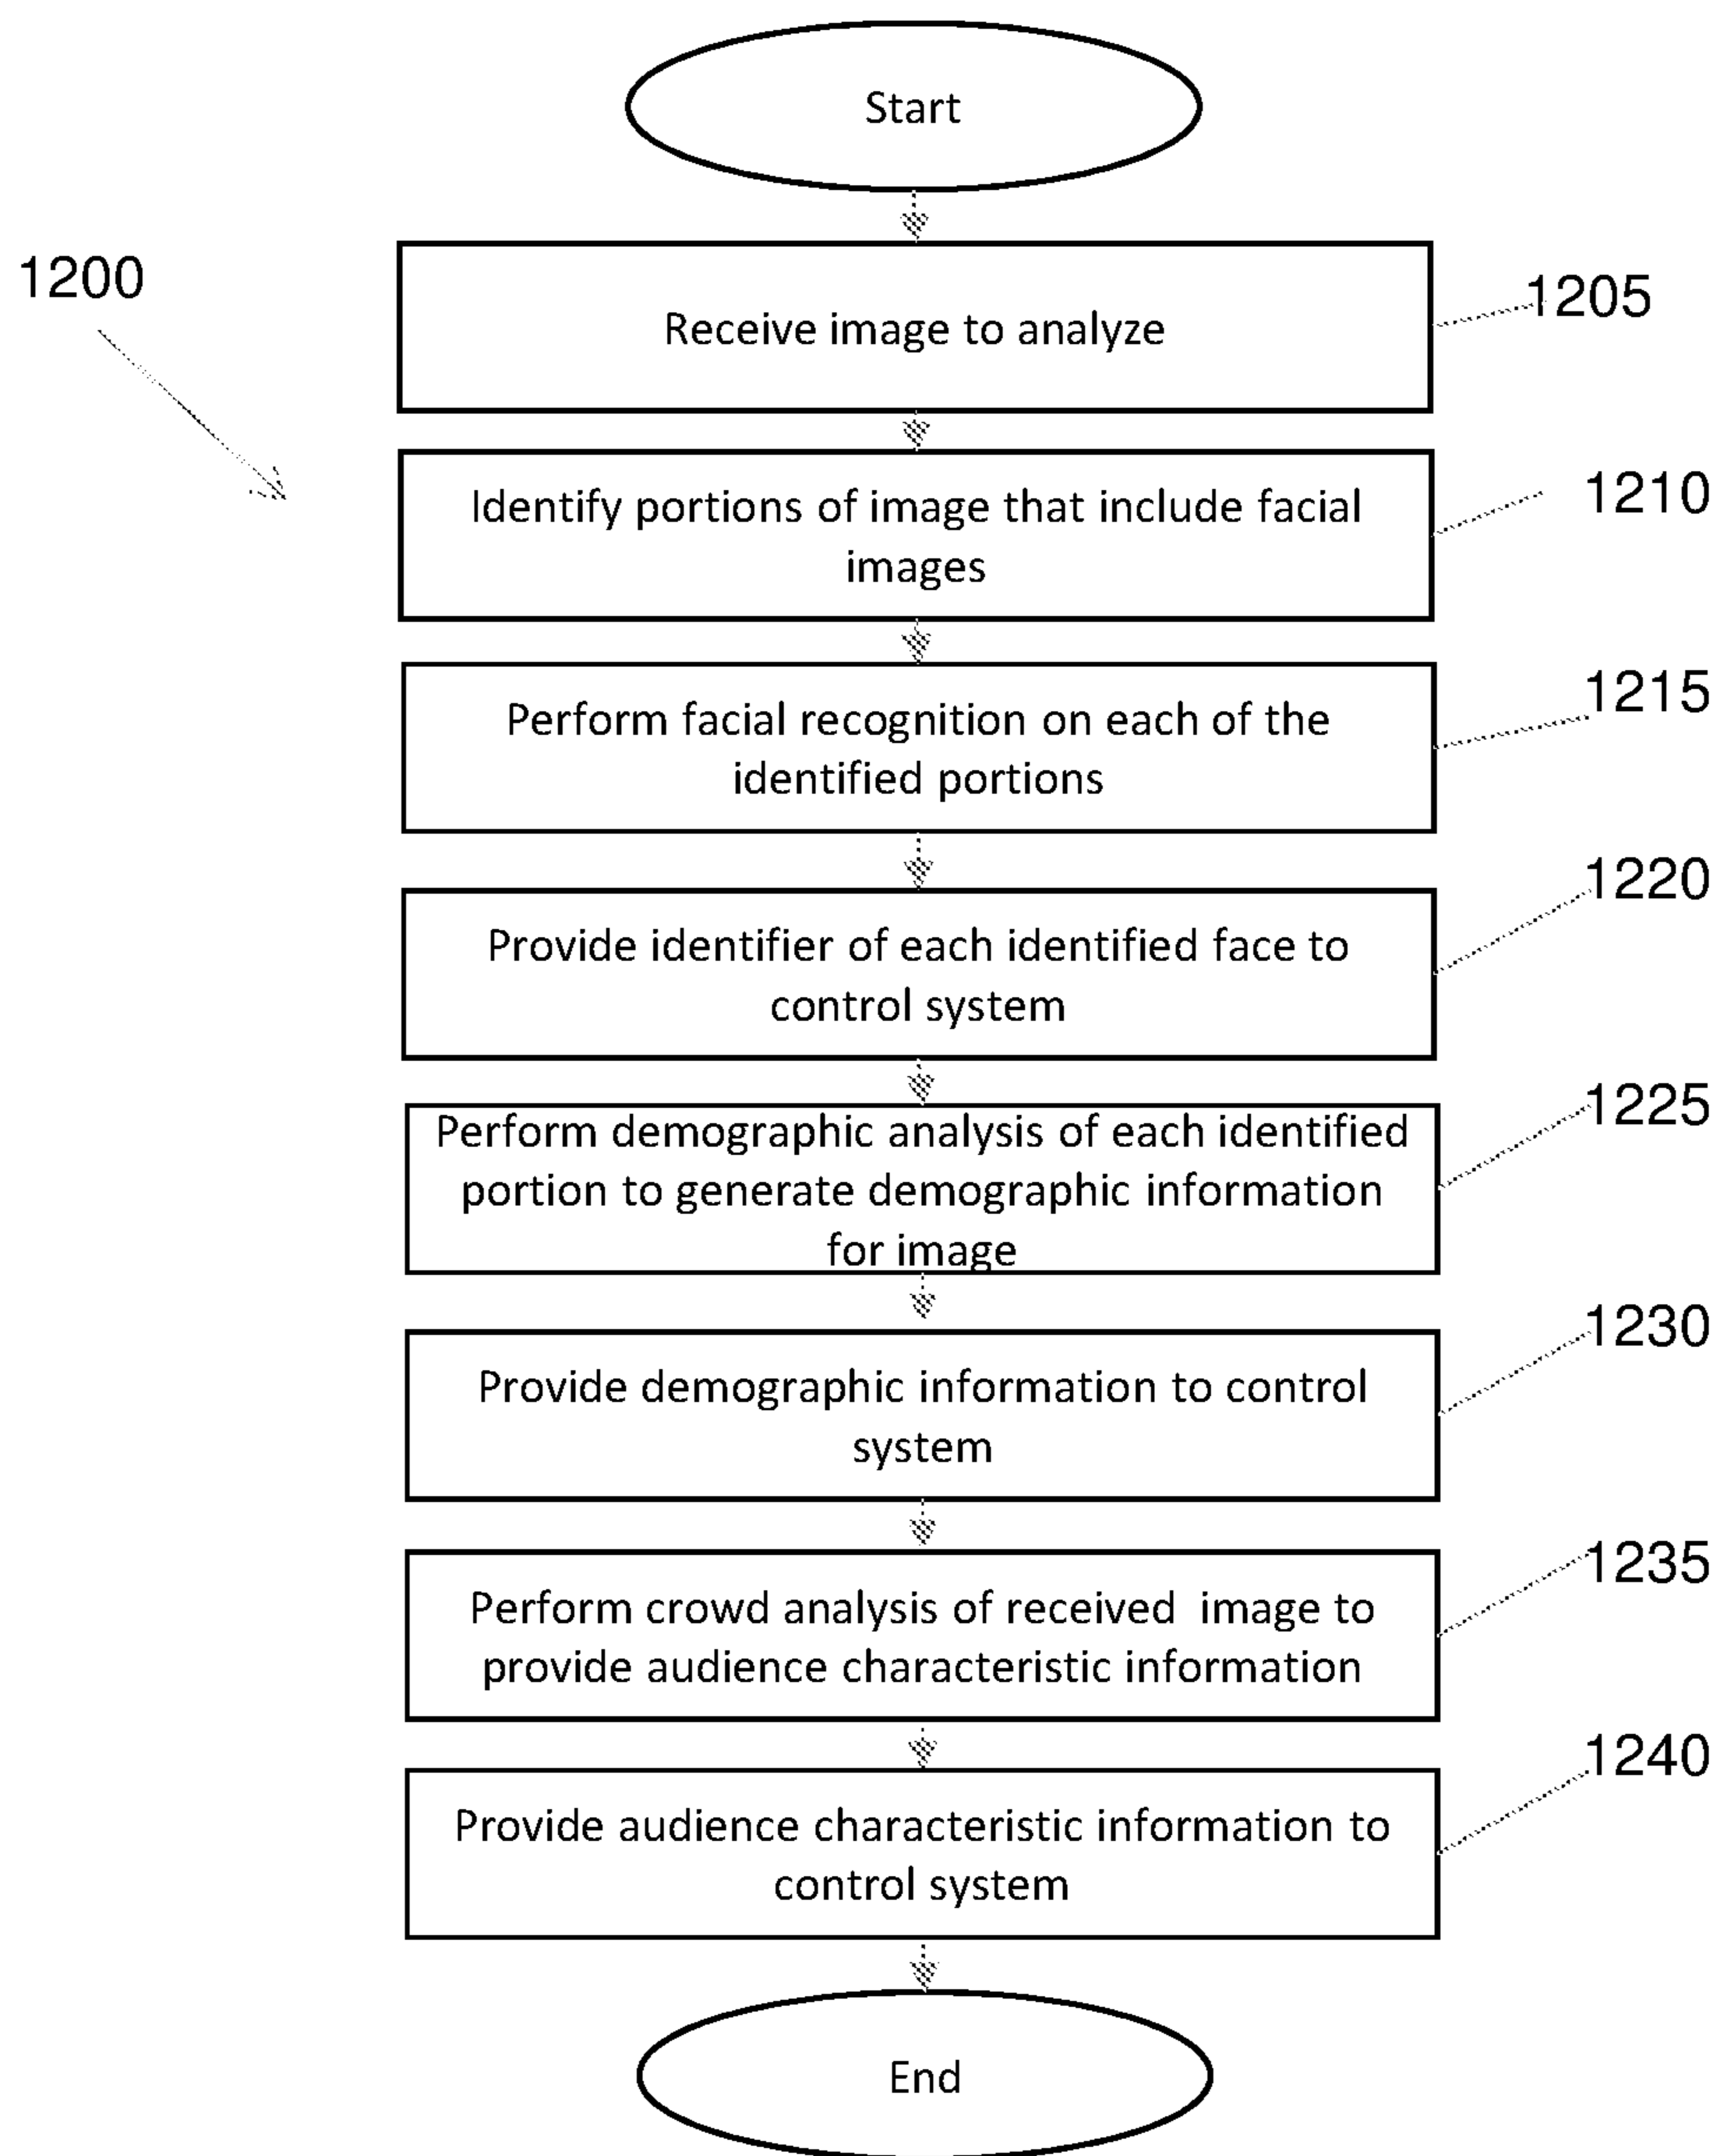 Start
1200
Receive image to analyze
1205
Identify portions of image that include facial
images
1210
Perform facial recognition on each of the
identified portions
1215
Provide identifier of each identified face to
control system
1220
Perform demographic analysis of each identified
portion to generate demographic information
for image
1225
Provide demographic information to control
system
1230
Perform crowd analysis of received  image to
provide audience characteristic information
1235
Provide audience characteristic information to
control system
1240
End